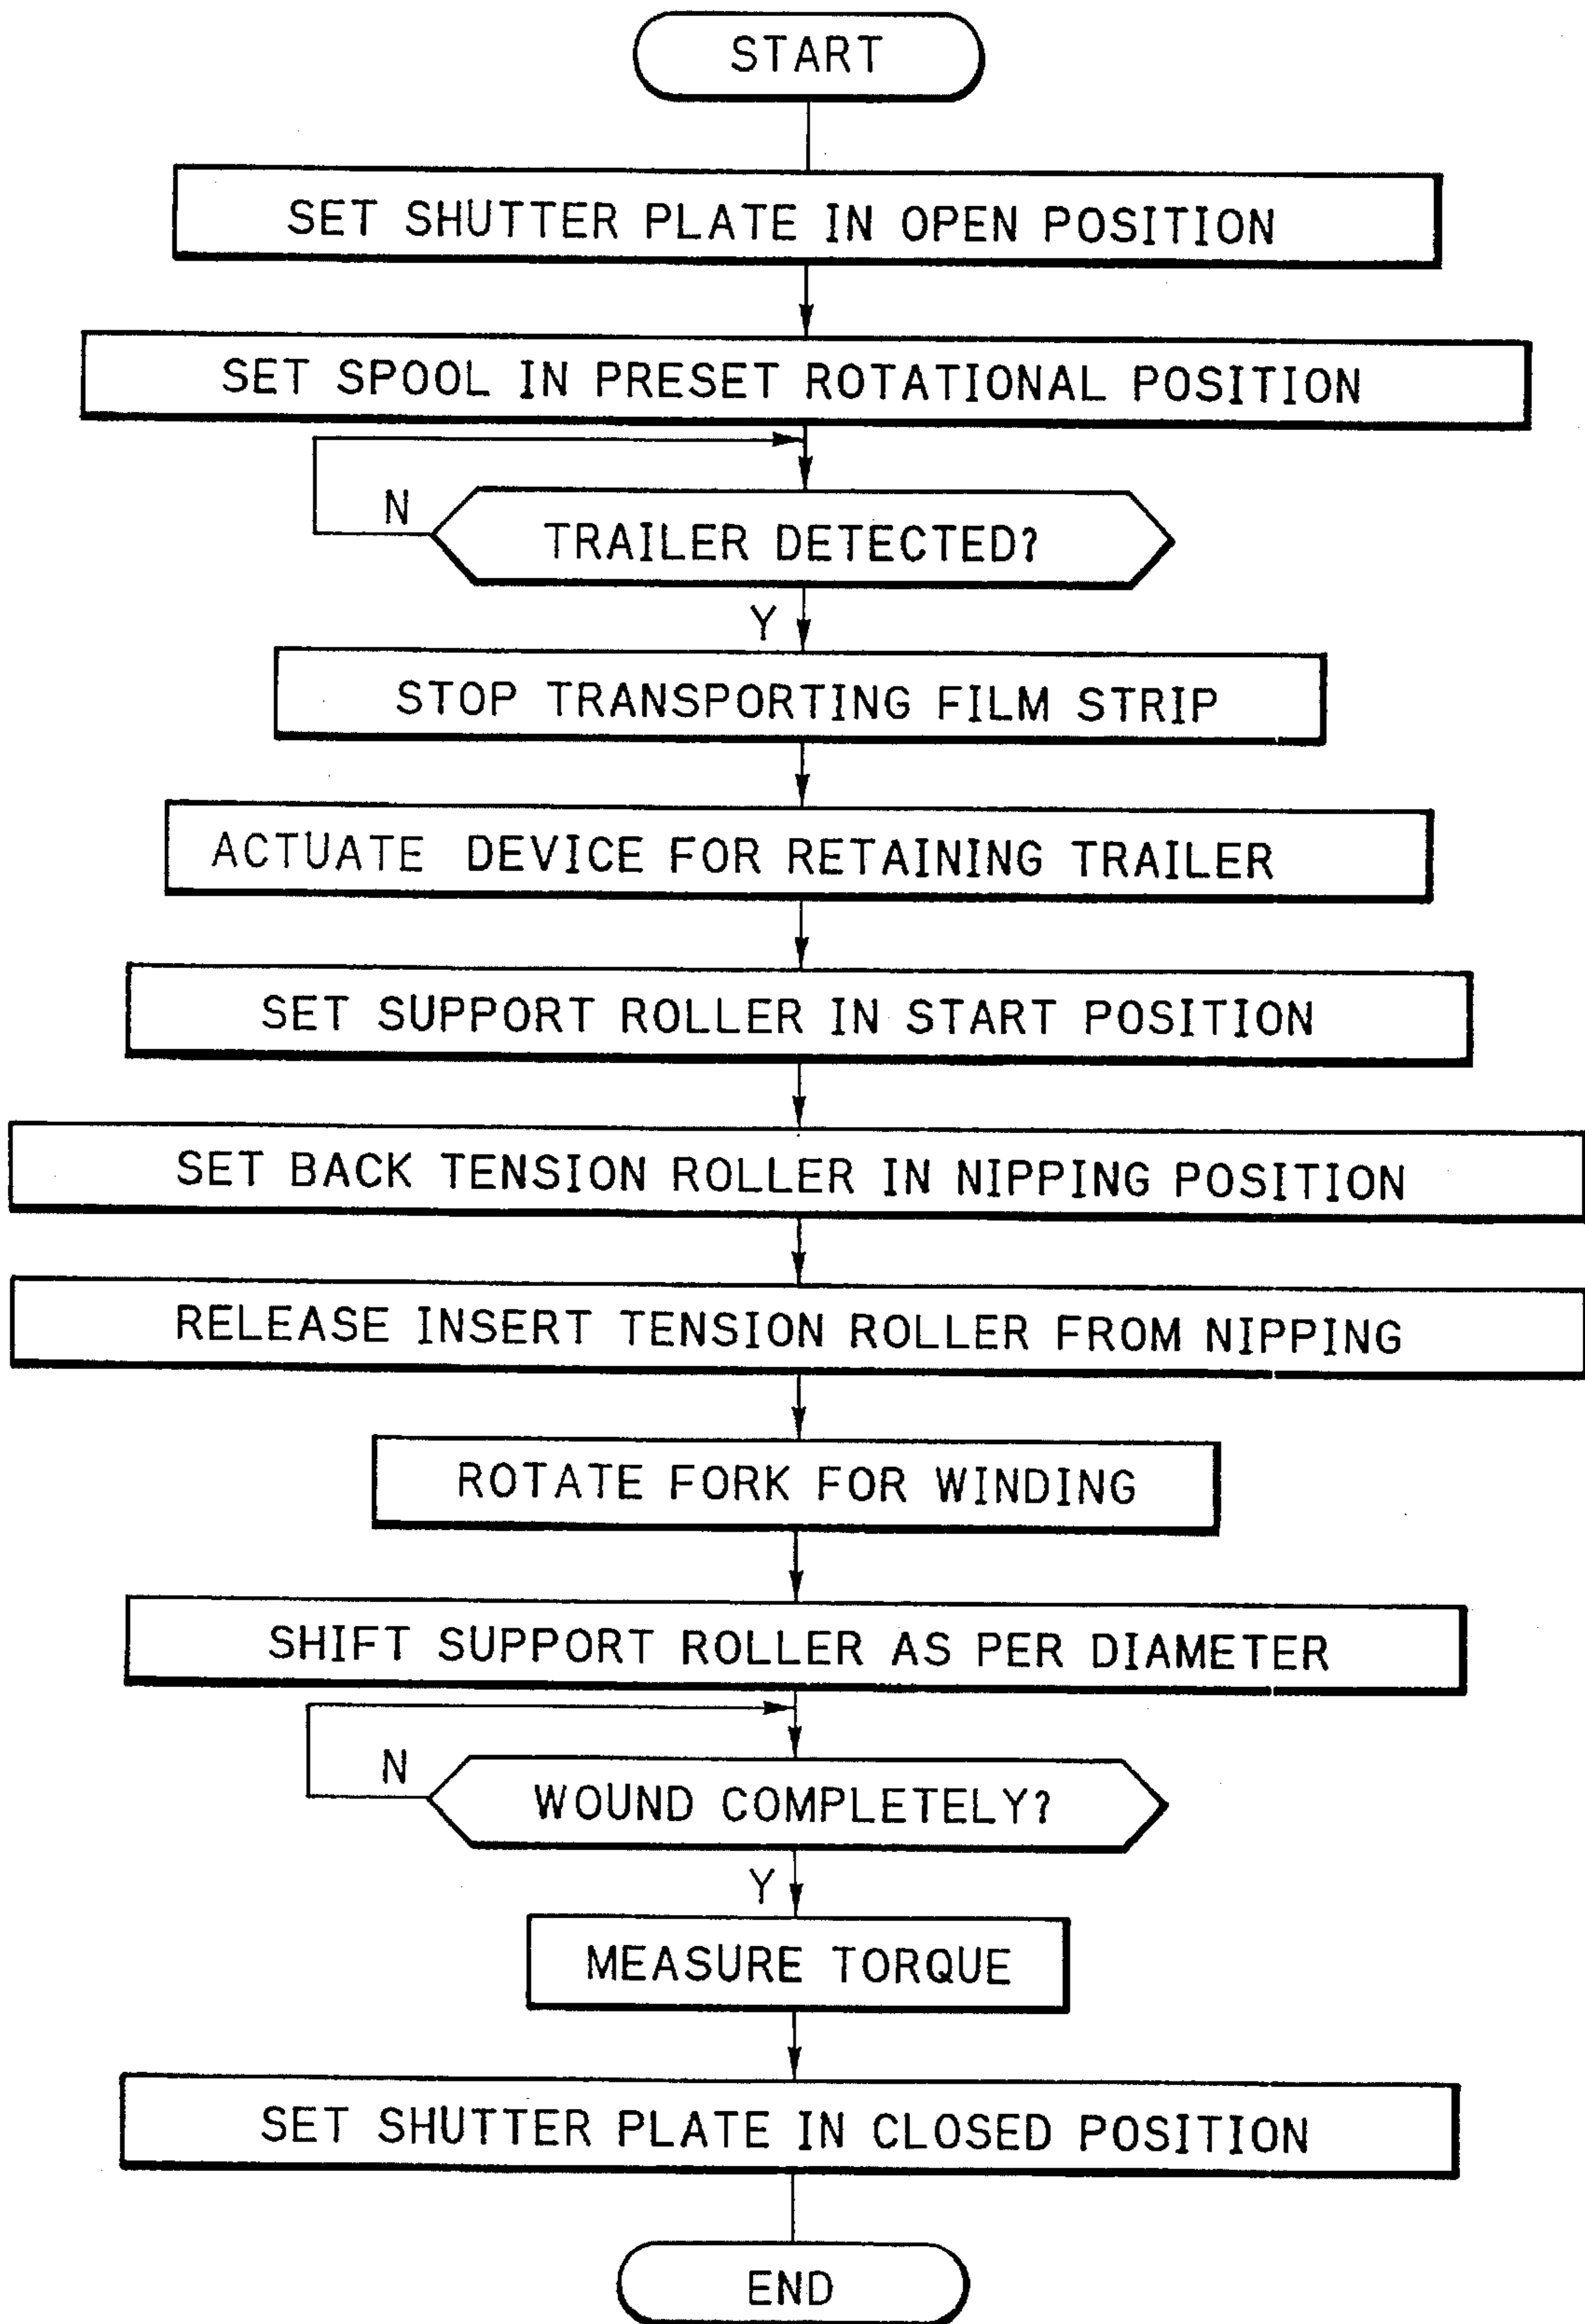 START
SET SHUTTER PLATE IN OPEN POSITION
SET SPOOL IN PRESET ROTATIONAL POSITION
N
TRAILER DETECTED?
Y
STOP TRANSPORTING FILM STRIP
ACTUATE DEVICE FOR RETAINING TRAILER
SET SUPPORT ROLLER IN START POSITION
SET BACK TENSION ROLLER IN NIPPING POSITION
RELEASE INSERT TENSION ROLLER FROM NIPPING
ROTATE FORK FOR WINDING
SHIFT SUPPORT ROLLER AS PER DIAMETER
N
WOUND COMPLETELY?
Y
MEASURE TORQUE
SET SHUTTER PLATE IN CLOSED POSITION
END